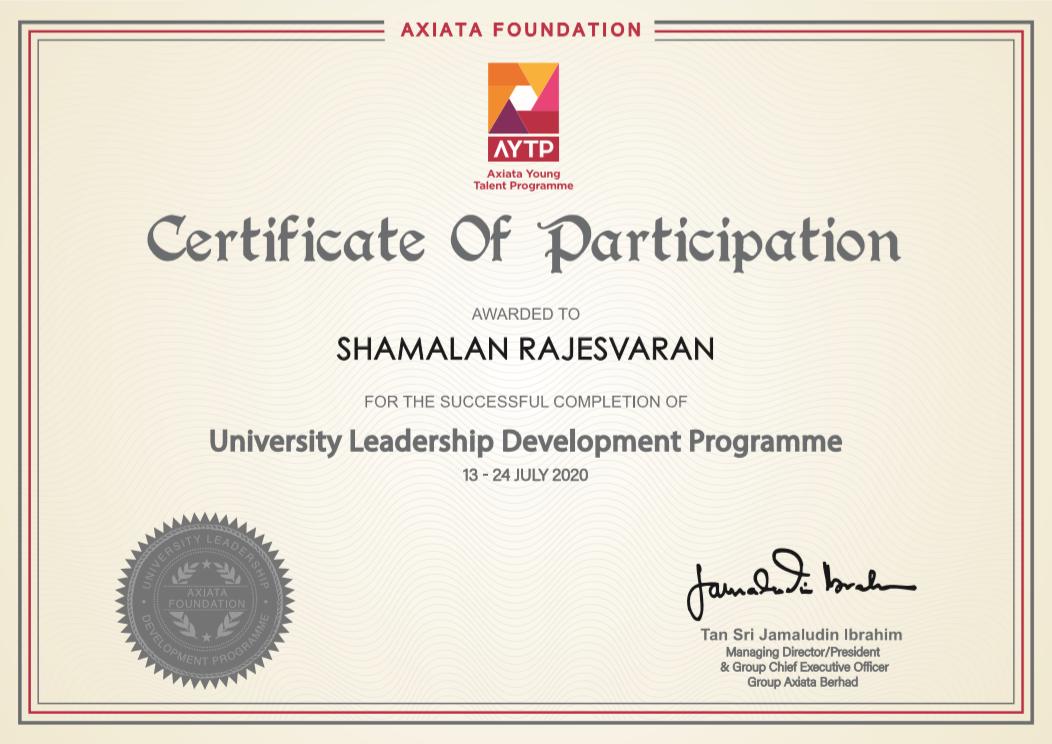 AXIATA FOUNDATION
AYTP
Axiata Young
Talent Programme
Certificate Of Participation
AWARDED TO
SHAMALAN RAJESVARAN
FOR THE SUCCESSFUL COMPLETION OF
University Leadership Development Programme
13 - 24 JULY 2020
UNIVERSITY LEADERSHIP
AXIATA
FOUNDATION
DEVELOPMENT PROGRAMME
Jamaludin Ibrahim
Tan Sri Jamaludin Ibrahim
Managing Director/President
& Group Chief Executive Officer
Group Axiata Berhad